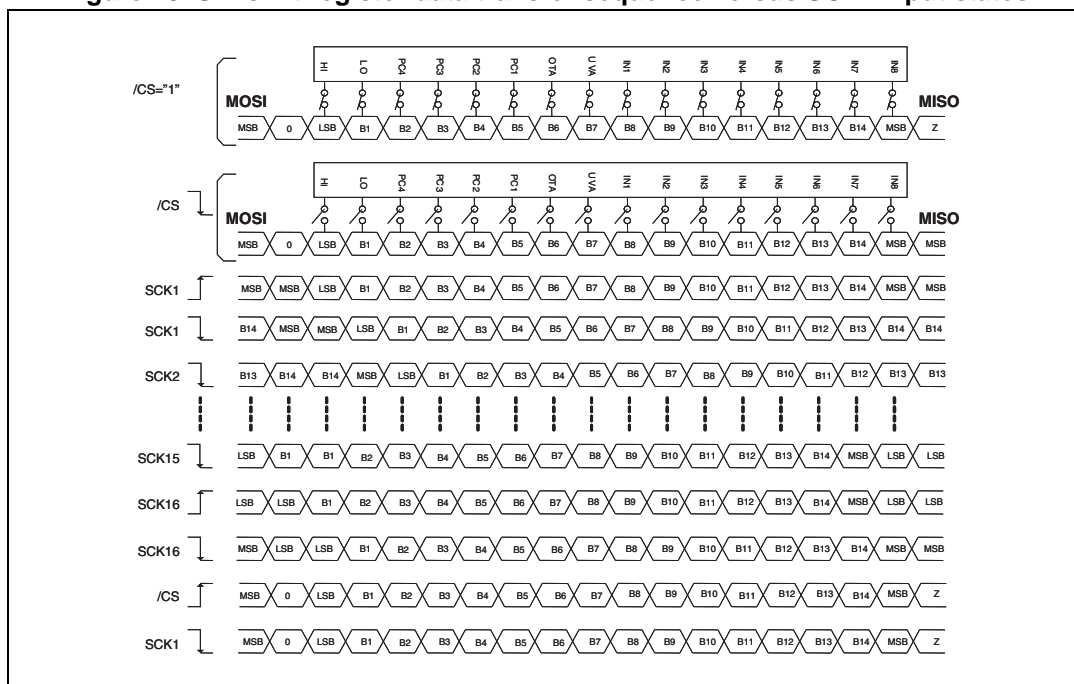 Figure register data transfer sequence versus SCK input states
HI LO PC4 PC3 PC2 PC1 OTA UVA IN1 IN2 IN3 IN4 IN5 IN6 IN7 IN8
/CS="1"
MOSI MISO
MSB 0 LSB B1 B2 B3 B4 B5 B6 B7 B8 B9 B10 B11 B12 B13 B14 MSB Z
HI LO PC4 PC3 PC2 PC1 OTA UVA IN1 IN2 IN3 IN4 IN5 IN6 IN7 IN8
/CS
MOSI MISO
MSB 0 LSB B1 B2 B3 B4 B5 B6 B7 B8 B9 B10 B11 B12 B13 B14 MSB MSB
SCK1 MSB MSB LSB B1 B2 B3 B4 B5 B6 B7 B8 B9 B10 B11 B12 B13 B14 MSB MSB
SCK1 B14 MSB MSB LSB B1 B2 B3 B4 B5 B6 B7 B8 B9 B10 B11 B12 B13 B14 B14
SCK2 B13 B14 B14 MSB LSB B1 B2 B3 B4 B5 B6 B7 B8 B9 B10 B11 B12 B13 B13
SCK15 LSB B1 B1 B2 B3 B4 B5 B6 B7 B8 B9 B10 B11 B12 B13 B14 MSB LSB LSB
SCK16 LSB LSB B1 B2 B3 B4 B5 B6 B7 B8 B9 B10 B11 B12 B13 B14 MSB LSB LSB
SCK16 MSB LSB LSB B1 B2 B3 B4 B5 B6 B7 B8 B9 B10 B11 B12 B13 B14 MSB MSB
/CS MSB 0 LSB B1 B2 B3 B4 B5 B6 B7 B8 B9 B10 B11 B12 B13 B14 MSB Z
SCK1 MSB 0 LSB B1 B2 B3 B4 B5 B6 B7 B8 B9 B10 B11 B12 B13 B14 MSB Z